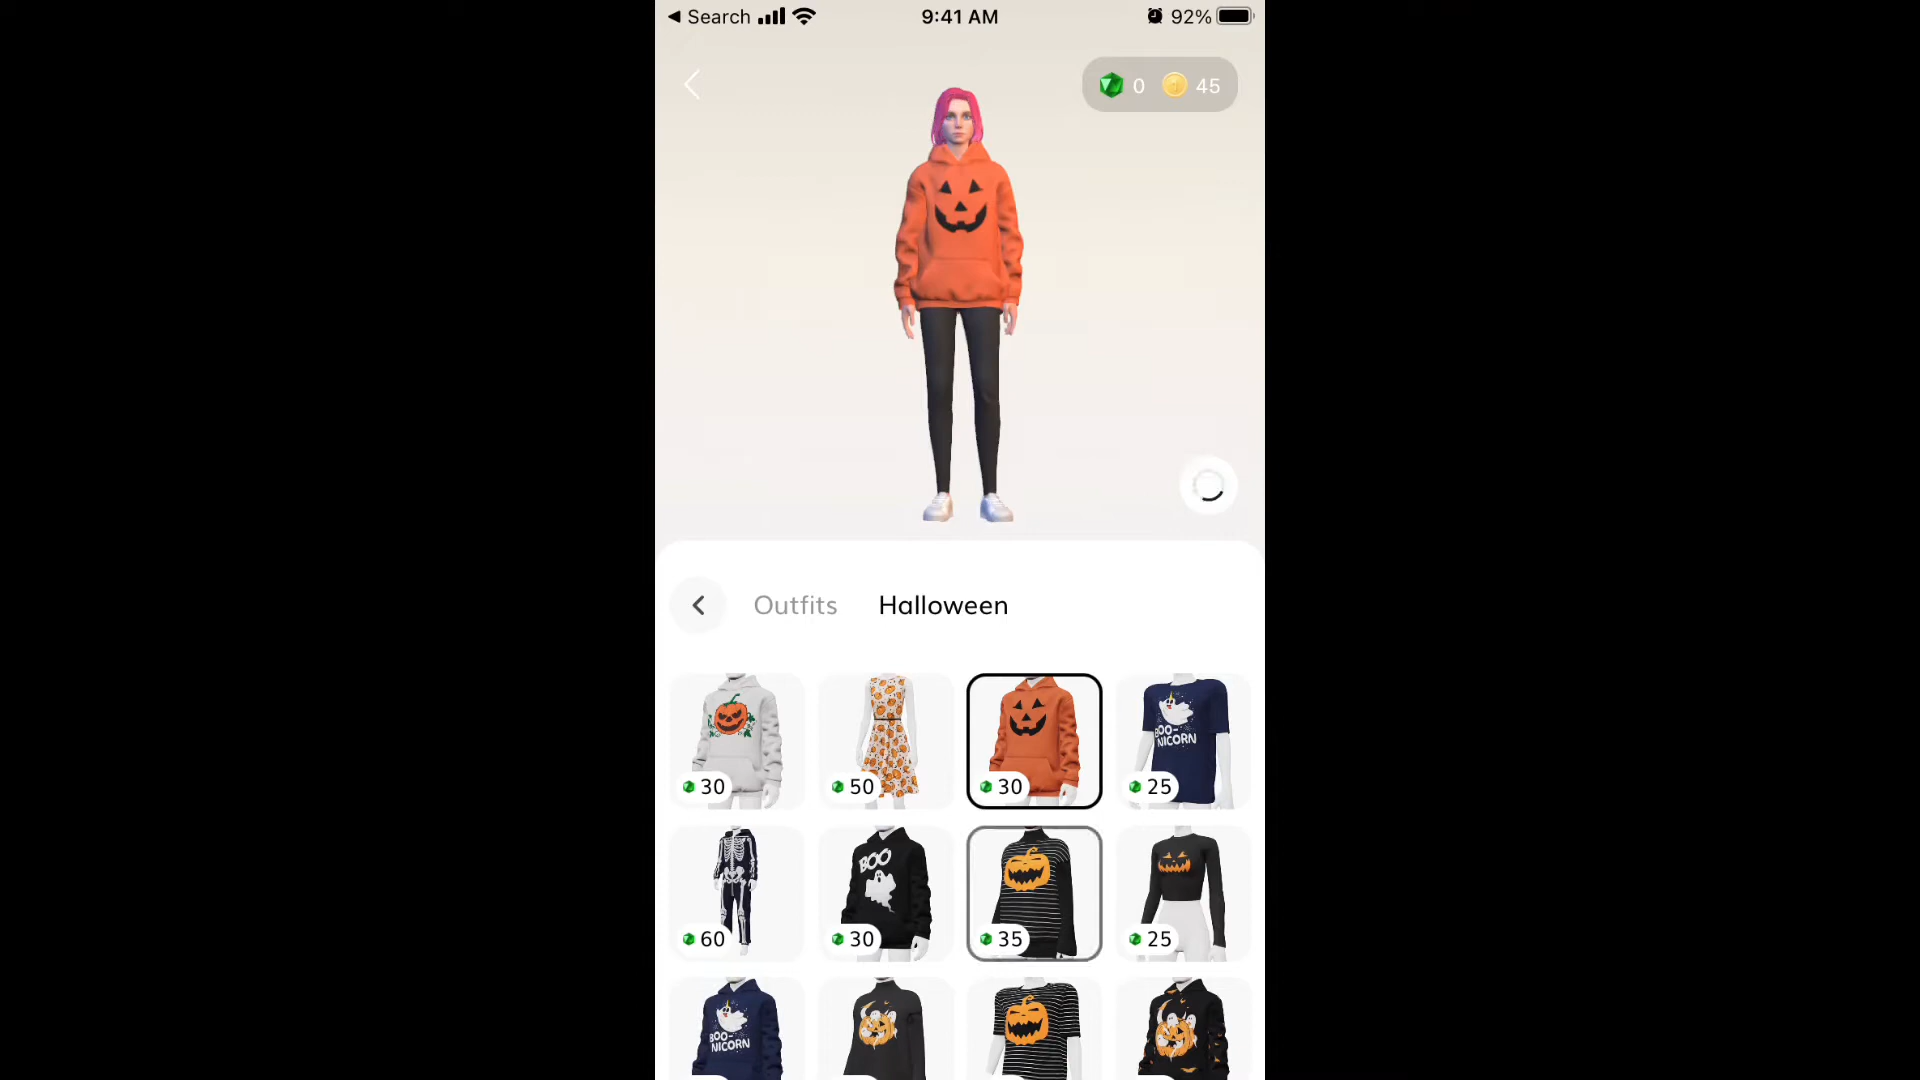 Search
9:41 AM
92%
0
45
Outfits
Halloween
30
50
30
BOO-
NICORN
25
60
BOO
30
35
25
BOO-
NICORN